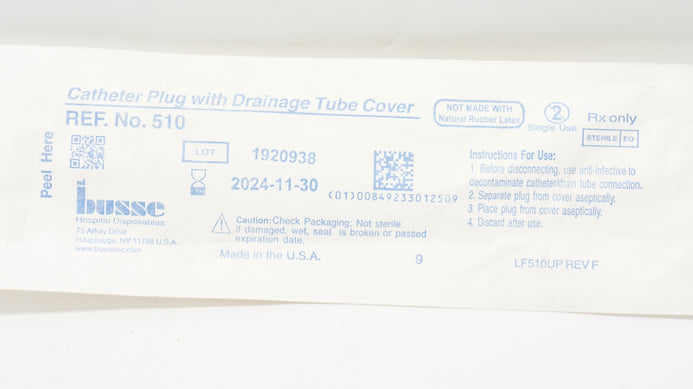 Catheter Plug with Drainage Tube Cover
REF. No. 510
NOT MADE WITH
Natural Rubber Latex
2
Single Use
Rx only
STERILE EO
Peel Here
LOT 1920938
2024-11-30
(01)00849233012509
busse
Hospital Disposables
75 Arkay Drive
Hauppauge, NY 11788 U.S.A.
www.busseinc.com
Caution:Check Packaging; Not sterile
if damaged, wet, seal is broken or passed
expiration date.
Made in the U.S.A.
9
Instructions For Use:
1. Before disconnecting, use anti-infective to
decontaminate catheter/drain tube connection.
2. Separate plug from cover aseptically.
3. Place plug from cover aseptically.
4. Discard after use.
LF510UP REV F